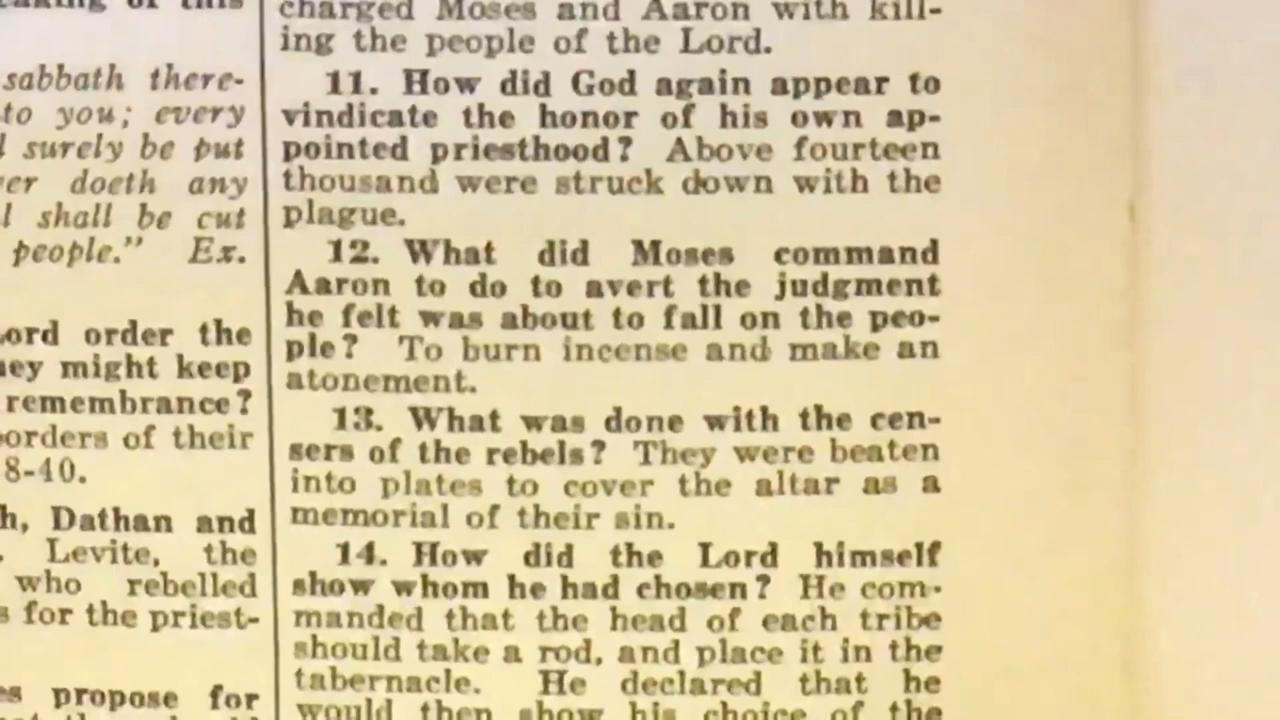 sabbath there-
to you; every
surely be put
doeth any
shall be cut
people." Ex.
order the
might keep
remembrance?
of their
8-40.
Dathan and
Levite, the
who rebelled
for the priest-
propose for
charged Moses and Aaron with kill-
ing the people of the Lord.
11. How did God again appear to
vindicate the honor of his own ap-
pointed priesthood? Above fourteen
thousand were struck down with the
plague.
12. What did Moses command
Aaron to do to avert the judgment
he felt was about to fall on the peo-
ple? To burn incense and make an
atonement.
13. What was done with the cen-
sers of the rebels? They were beaten
into plates to cover the altar as a
memorial of their sin.
14. How did the Lord himself
show whom he had chosen? He com-
manded that the head of each tribe
should take a rod, and place it in the
tabernacle. He declared that he
would then show his choice of the